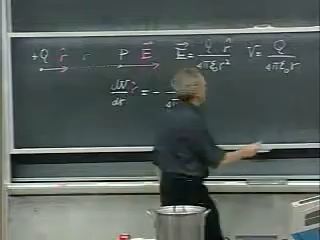 +Q r̂ r P E⃗ E⃗ = Q r̂ / 4πε₀r² V = Q / 4πε₀r
dV/dr r̂ = -